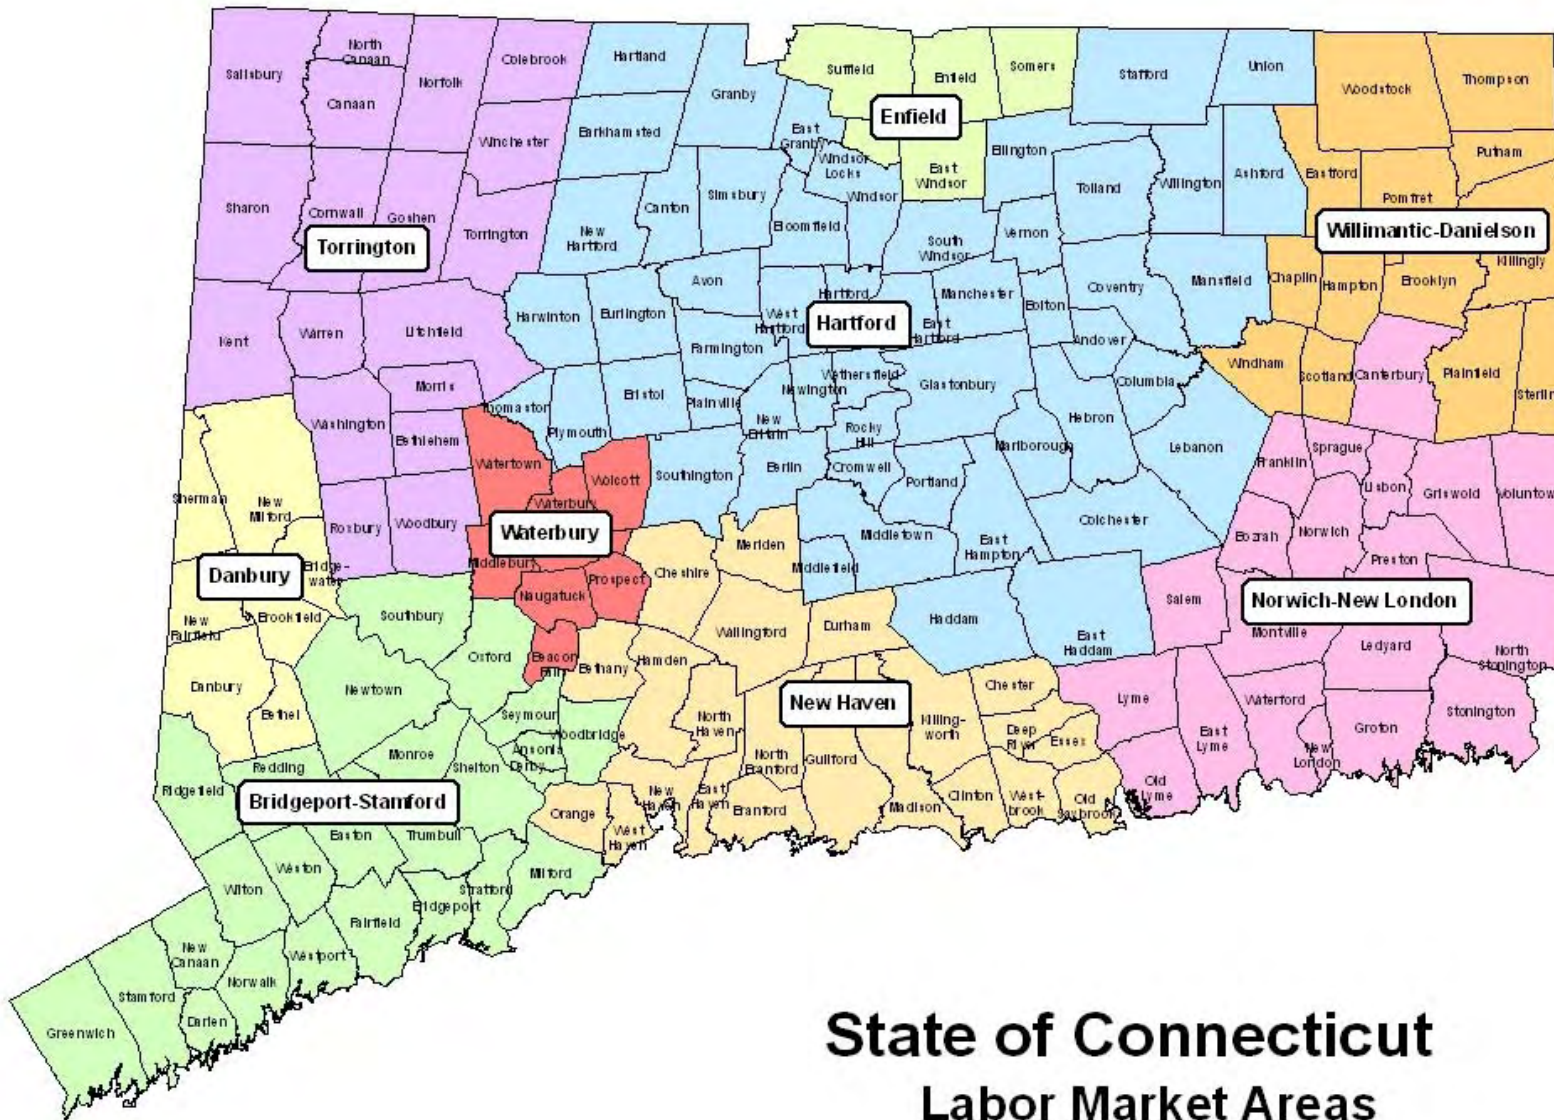 Salisbury
North
Canaan
Canaan
Norfolk
Colebrook
Hartland
Granby
Suffield
Enfield
Somers
Stafford
Union
Woodstock
Thompson
Enfield
Winchester
Barkhamsted
East
Granby
Windsor
Locks
East
Windsor
Ellington
Tolland
Willington
Ashford
Eastford
Putnam
Pomfret
Sharon
Cornwall
Goshen
Torrington
Torrington
New
Hartford
Canton
Simsbury
Bloomfield
Windsor
South
Windsor
Vernon
Willimantic-Danielson
Killingly
Kent
Warren
Litchfield
Harwinton
Burlington
Avon
Hartford
West
Hartford
Hartford
East
Hartford
Manchester
Bolton
Coventry
Mansfield
Chaplin
Hampton
Brooklyn
Farmington
Andover
Morris
Thomaston
Plymouth
Bristol
Plainville
Newington
Wethersfield
Glastonbury
Columbia
Windham
Scotland
Canterbury
Plainfield
Sterlin
Washington
Bethlehem
New
Britain
Rocky
Hill
Hebron
Marlborough
Lebanon
Watertown
Wolcott
Waterbury
Southington
Berlin
Cromwell
Portland
Franklin
Sprague
Lisbon
Griswold
Voluntow
Sherman
New
Milford
Roxbury
Woodbury
Waterbury
Meriden
Middletown
East
Hampton
Colchester
Bozrah
Norwich
Preston
Danbury
Bridge-
water
Middlebury
Naugatuck
Prospect
Cheshire
Middlefield
Salem
Norwich-New London
Montville
New
Fairfield
Brookfield
Southbury
Oxford
Beacon
Bethany
Hamden
Wallingford
Durham
Haddam
East
Haddam
Ledyard
North
Stonington
Danbury
Bethel
Newtown
Seymour
Woodbridge
North
Haven
New Haven
Killing-
worth
Chester
Deep
River
Essex
Lyme
East
Lyme
Waterford
New
London
Groton
Stonington
Ridgefield
Redding
Monroe
Shelton
Ansonia
Derby
North
Branford
Guilford
Bridgeport-Stamford
Orange
West
Haven
New
Haven
East
Haven
Branford
Madison
Clinton
West-
brook
Old
Saybrook
Old
Lyme
Easton
Trumbull
Wilton
Weston
Fairfield
Bridgeport
Stratford
Milford
New
Canaan
Norwalk
Westport
Stamford
Darien
Greenwich
State of Connecticut
Labor Market Areas